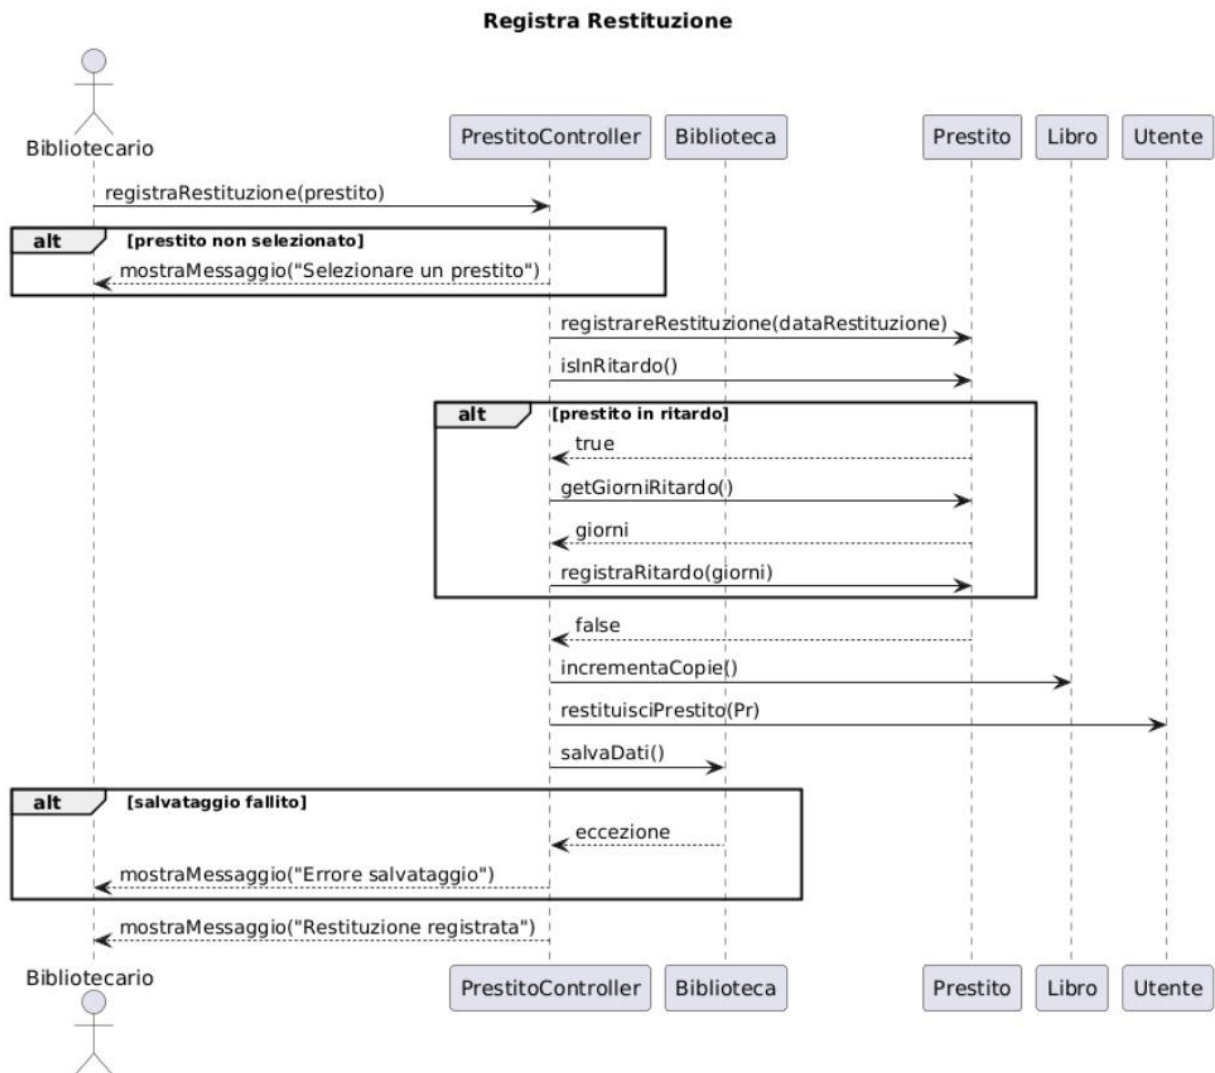 Registra Restituzione
Bibliotecario
PrestitoController
Biblioteca
Prestito
Libro
Utente
registraRestituzione(prestito)
alt
[prestito non selezionato]
mostraMessaggio("Selezionare un prestito")
registrareRestituzione(dataRestituzione)
isInRitardo()
alt
[prestito in ritardo]
true
getGiorniRitardo()
giorni
registraRitardo(giorni)
false
incrementaCopie()
restituisciPrestito(Pr)
salvaDati()
alt
[salvataggio fallito]
eccezione
mostraMessaggio("Errore salvataggio")
mostraMessaggio("Restituzione registrata")
Bibliotecario
PrestitoController
Biblioteca
Prestito
Libro
Utente